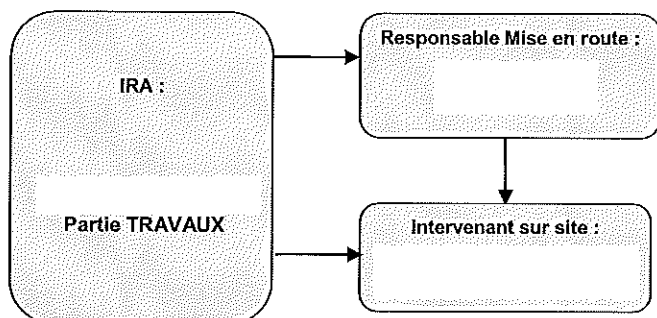 IRA :
Partie TRAVAUX
Responsable Mise en route :
Intervenant sur site :